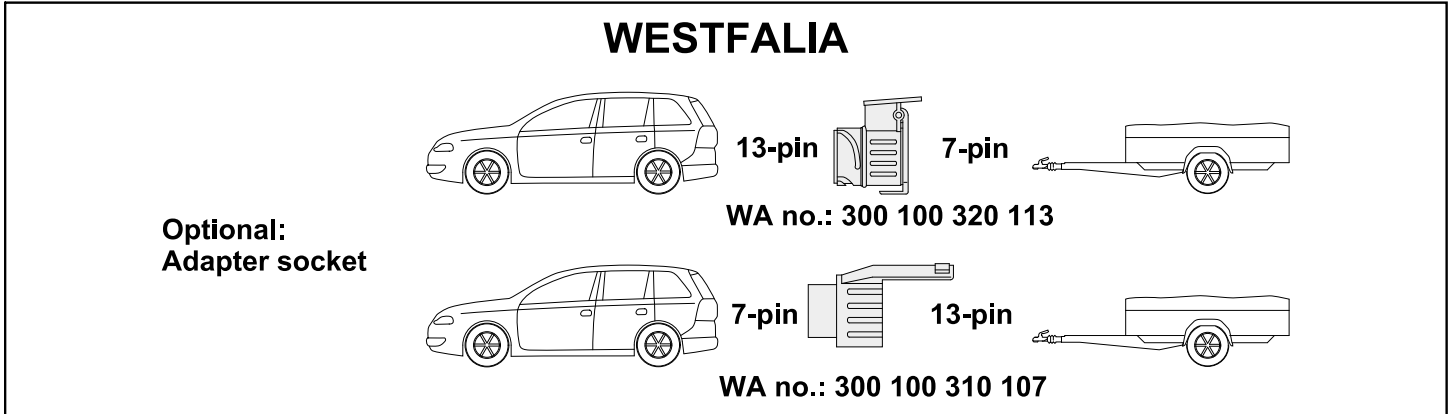 WESTFALIA
13-pin
7-pin
WA no.: 300 100 320 113
Optional:
Adapter socket
7-pin
13-pin
WA no.: 300 100 310 107